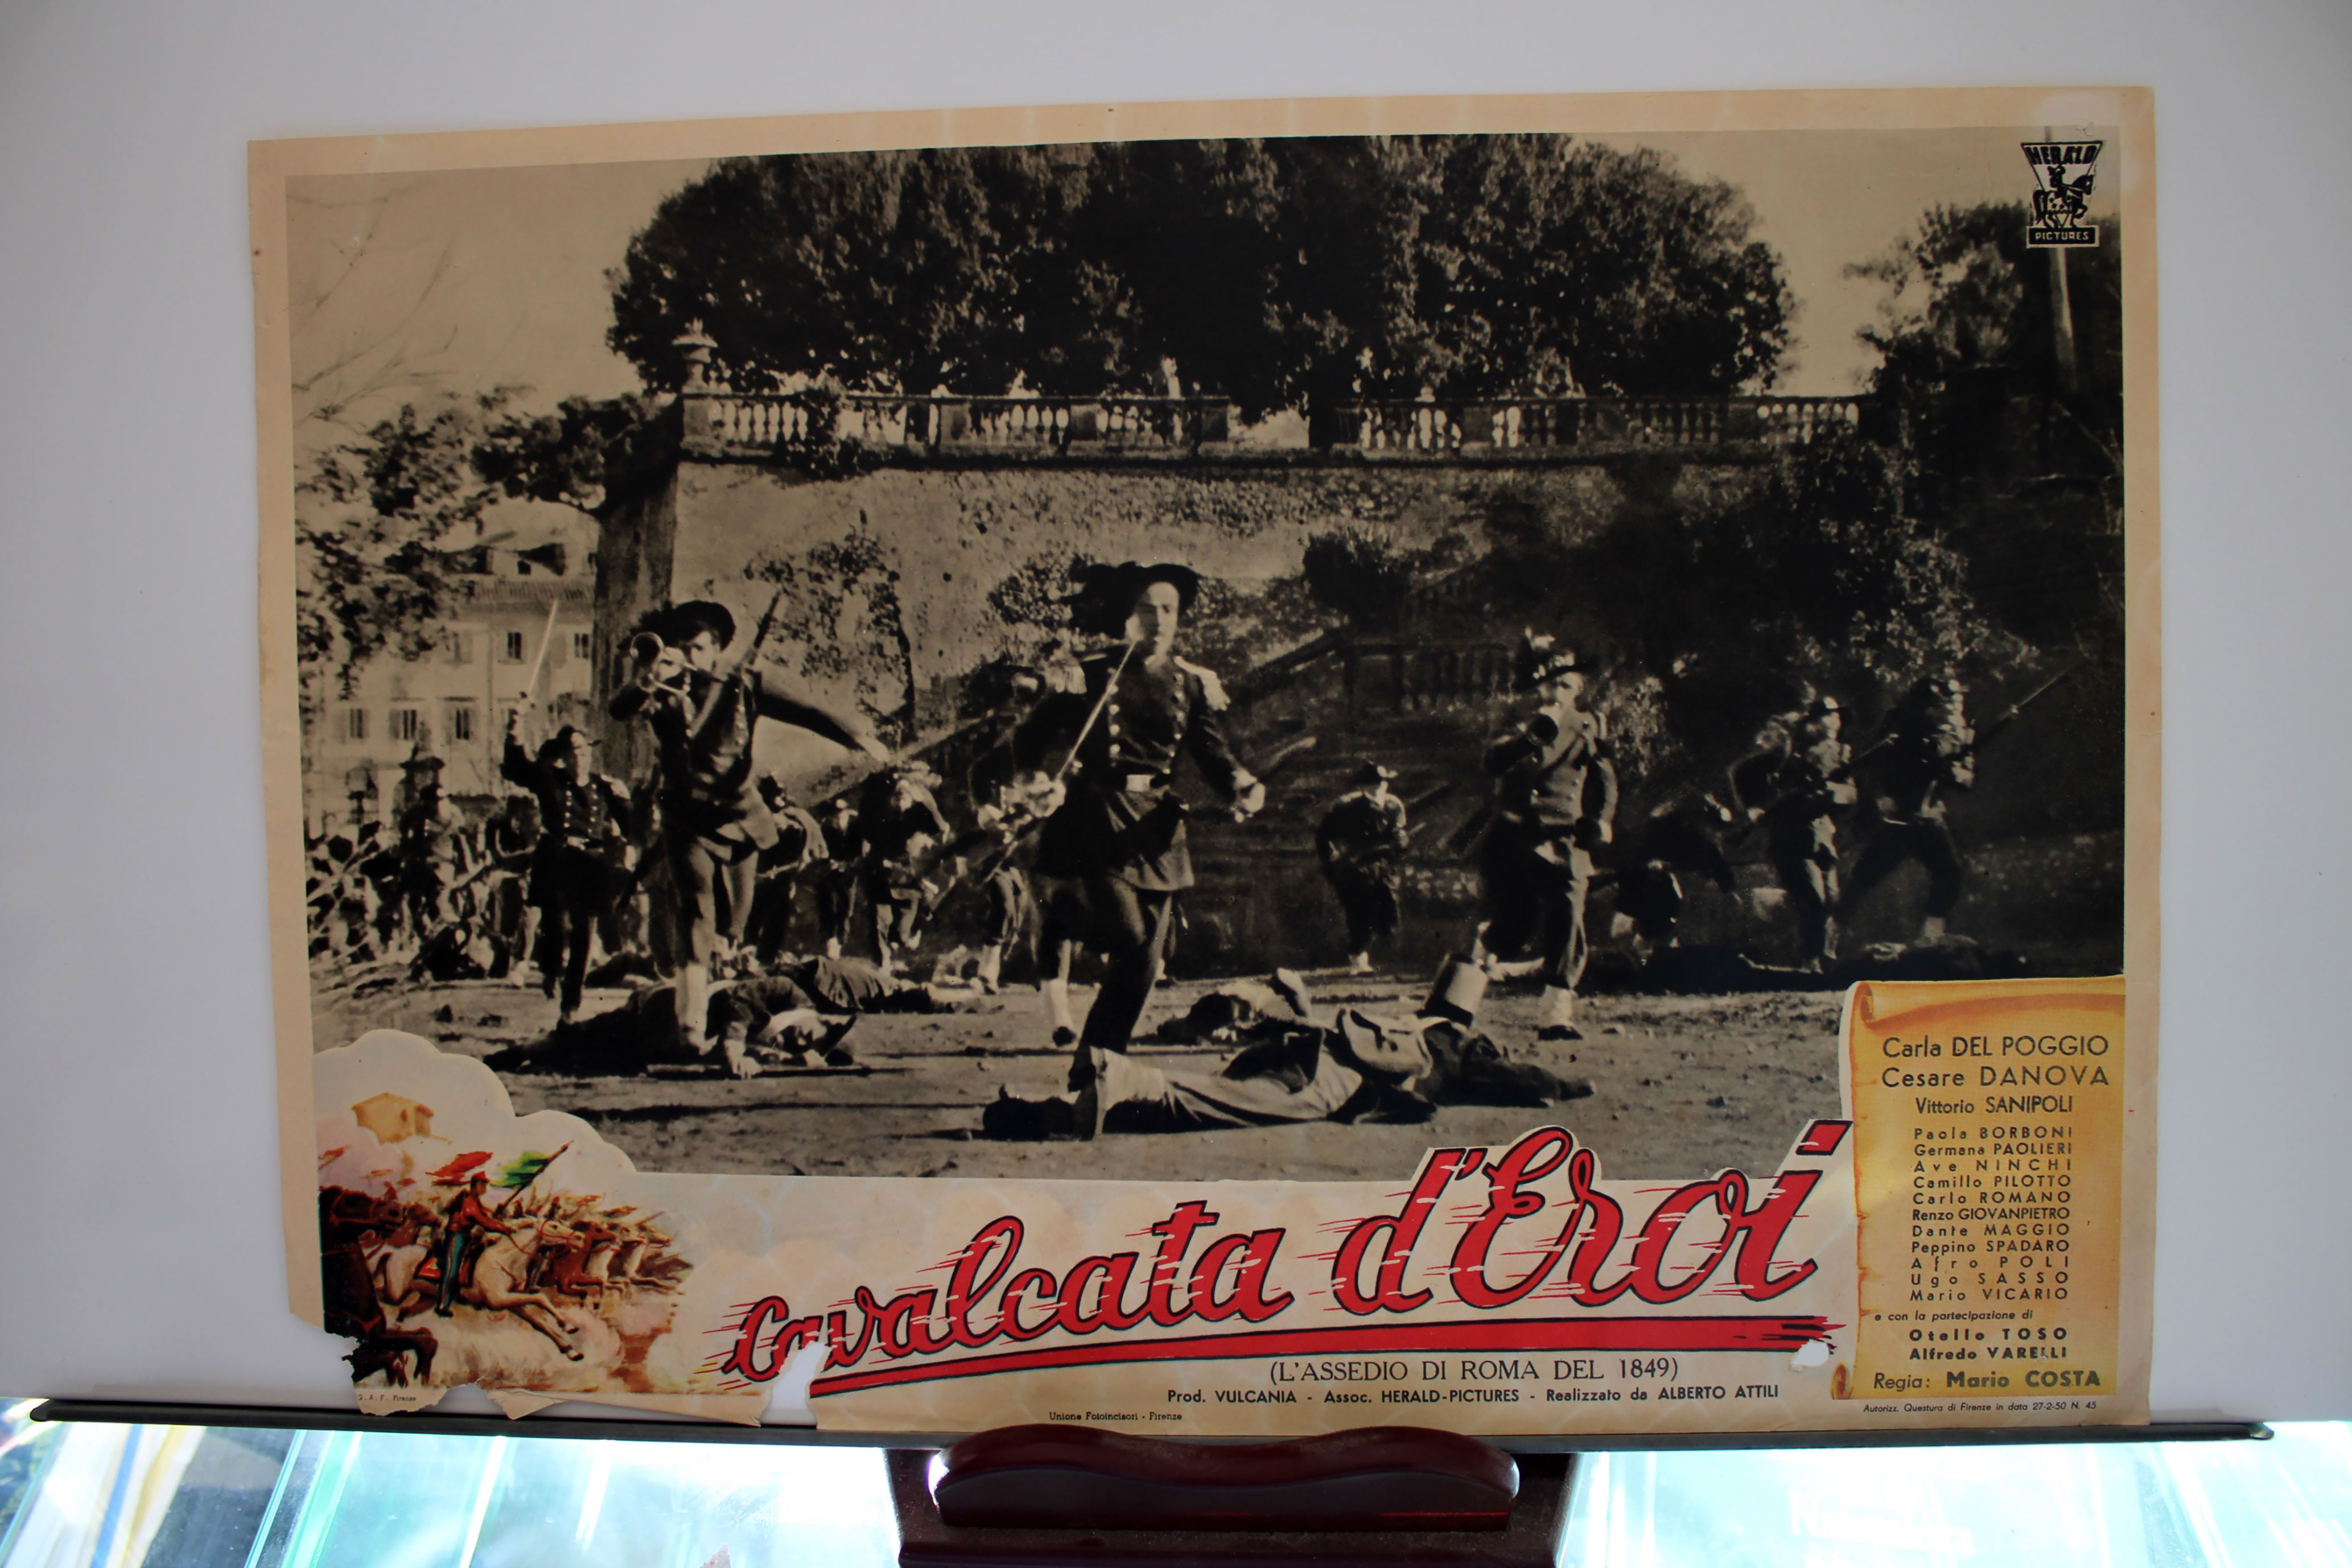 HERALD
PICTURES
Carla DEL POGGIO
Cesare DANOVA
Vittorio SANIPOLI
Paola BORBONI
Germana PAOLIERI
Ave NINCHI
Camillo PILOTTO
Carlo ROMANO
Renzo GIOVANPIETRO
Dante MAGGIO
Peppino SPADARO
Afro POLI
Ugo SASSO
Mario VICARIO
e con la partecipazione di
Otello TOSO
Alfredo VARELLI
Regia: Mario COSTA
Cavalcata d'Eroi
(L'ASSEDIO DI ROMA DEL 1849)
Prod. VULCANIA - Assoc. HERALD-PICTURES - Realizzato da ALBERTO ATTILI
G. A. F. Firenze
Unione Fotoincisori - Firenze
Autorizz. Questura di Firenze in data 27-2-50 N. 45